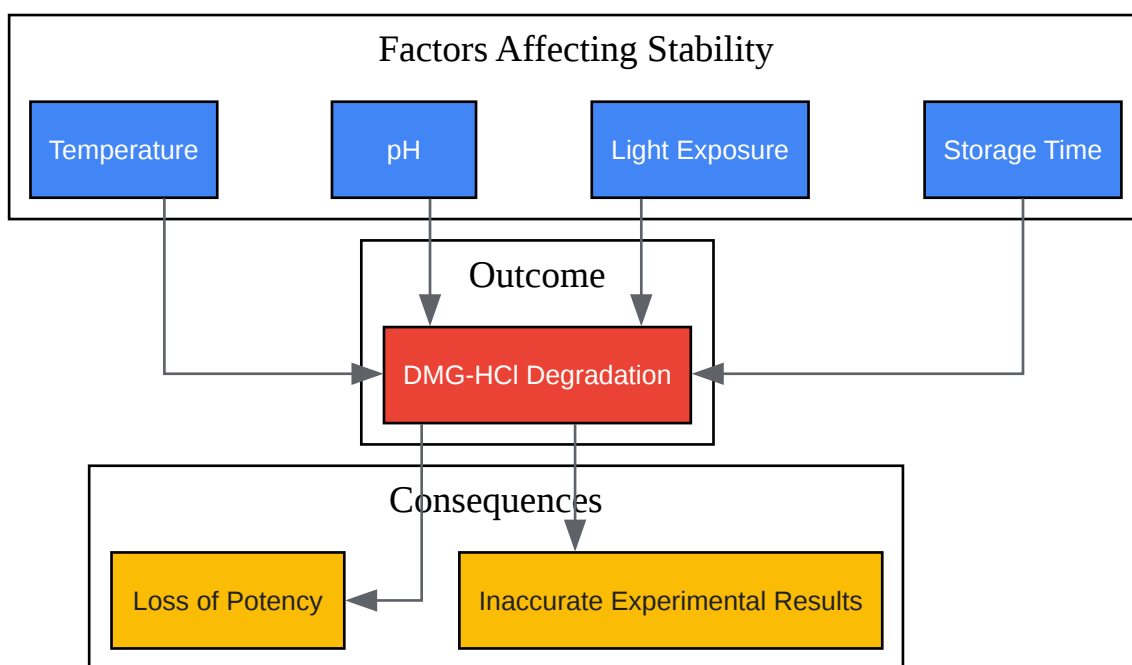 Factors Affecting Stability
Temperature
pH
Light Exposure
Storage Time
Outcome
DMG-HCl Degradation
Consequences
Loss of Potency
Inaccurate Experimental Results